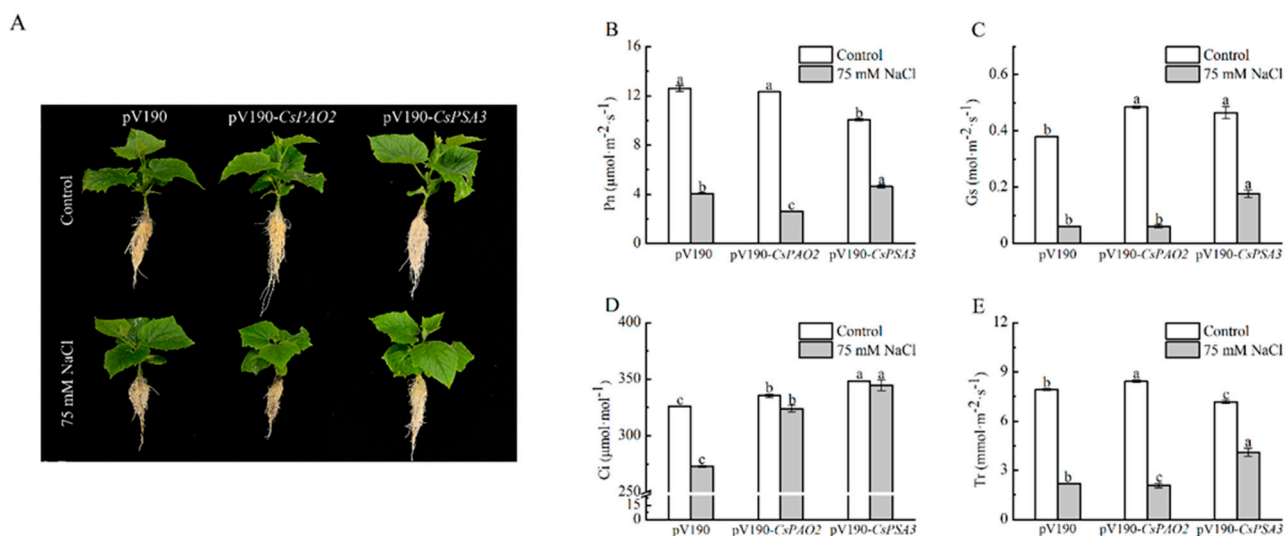 A
pV190 pV190-CsPAO2 pV190-CsPSA3
Control
75 mM NaCl
B
Control
75 mM NaCl
Pn (μmol·m⁻²·s⁻¹)
16
12
8
4
0
a a b
b c a
pV190 pV190-CsPAO2 pV190-CsPSA3
C
Control
75 mM NaCl
Gs (mol·m⁻²·s⁻¹)
0.6
0.4
0.2
0.0
b a a
b b a
pV190 pV190-CsPAO2 pV190-CsPSA3
D
Control
75 mM NaCl
Ci (μmol·mol⁻¹)
400
350
325
300
275
250
15
0
c b b a a
c
pV190 pV190-CsPAO2 pV190-CsPSA3
E
Control
75 mM NaCl
Tr (mmol·m⁻²·s⁻¹)
12
9
6
3
0
b a c
b c a
pV190 pV190-CsPAO2 pV190-CsPSA3